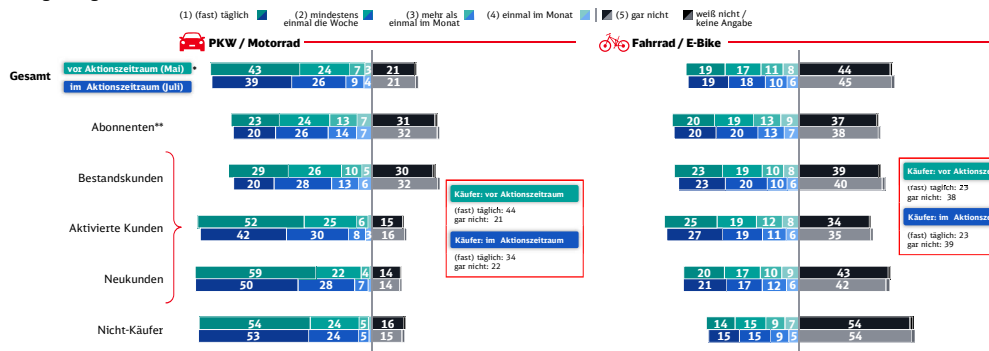 (1) (fast) täglich (2) mindestens einmal die Woche (3) mehr als einmal im Monat (4) einmal im Monat (5) gar nicht weiß nicht / keine Angabe
PKW / Motorrad Fahrrad / E-Bike
Gesamt
vor Aktionszeitraum (Mai) * 43 24 7 3 21 19 17 11 8 44
im Aktionszeitraum (Juli) 39 26 9 4 21 19 18 10 6 45
Abonnenten**
23 24 13 7 31 20 19 13 9 37
20 26 14 7 32 20 20 13 7 38
Bestandskunden
29 26 10 5 30 23 19 10 8 39
20 28 13 6 32 23 20 10 6 40
Aktivierte Kunden
52 25 6 15 25 19 12 8 34
42 30 8 3 16 27 19 11 6 35
Neukunden
59 22 4 14 20 17 10 9 43
50 28 7 14 21 17 12 6 42
Nicht-Käufer
54 24 5 16 14 15 9 7 54
53 24 5 15 15 15 9 5 54
Käufer: vor Aktionszeitraum
(fast) täglich: 44
gar nicht: 21
Käufer: im Aktionszeitraum
(fast) täglich: 34
gar nicht: 22
Käufer: vor
(fast) täglich: 23
gar nicht: 38
Käufer: im
(fast) täglich: 23
gar nicht: 39